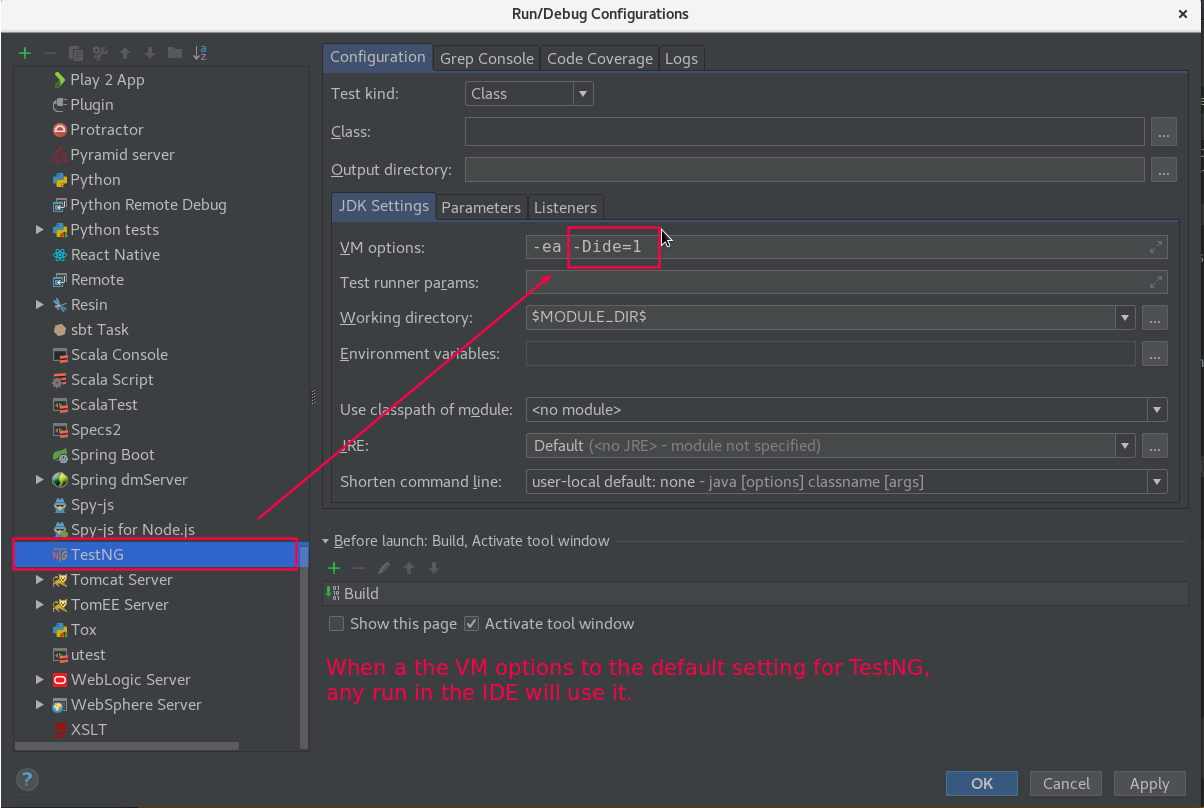 Run/Debug Configurations
Play 2 App
Plugin
Protractor
Pyramid server
Python
Python Remote Debug
Python tests
React Native
Remote
Resin
sbt Task
Scala Console
Scala Script
ScalaTest
Specs2
Spring Boot
Spring dmServer
Spy-js
Spy-js for Node.js
TestNG
Tomcat Server
TomEE Server
Tox
utest
WebLogic Server
WebSphere Server
XSLT
Configuration Grep Console Code Coverage Logs
Test kind: Class
Class: ...
Output directory: ...
JDK Settings Parameters Listeners
VM options: -ea -Dide=1
Test runner params:
Working directory: $MODULE_DIR$ ...
Environment variables: ...
Use classpath of module: <no module>
JRE: Default (<no JRE> - module not specified) ...
Shorten command line: user-local default: none - java [options] classname [args]
Before launch: Build, Activate tool window
Build
Show this page Activate tool window
When a the VM options to the default setting for TestNG,
any run in the IDE will use it.
? OK Cancel Apply